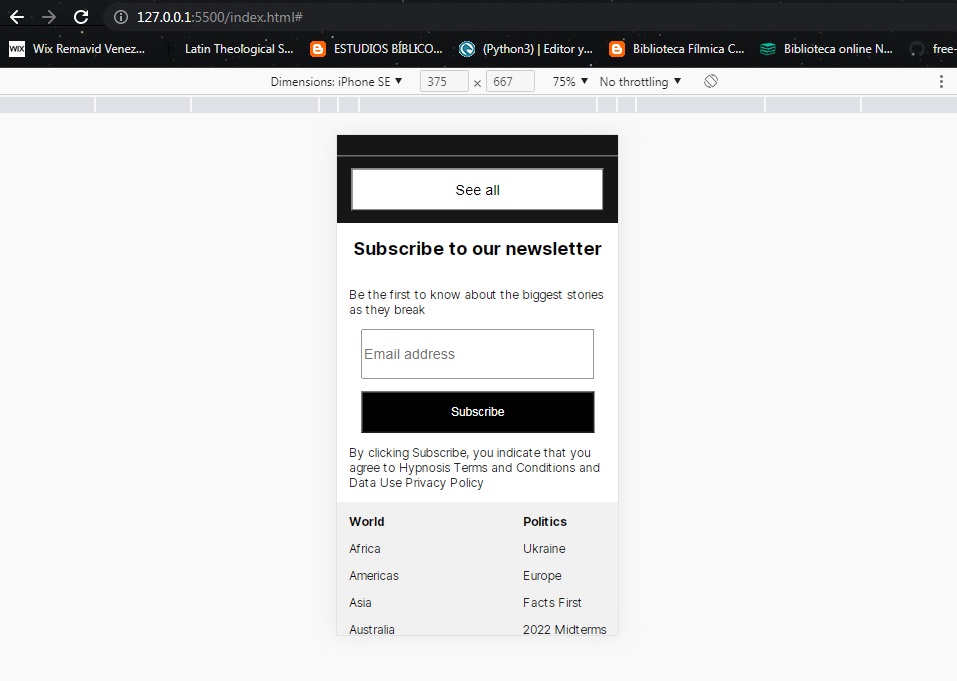 127.0.0.1:5500/index.html#
WIX Wix Remavid Venez... Latin Theological S... ESTUDIOS BÍBLICO... (Python3) | Editor y... Biblioteca Fílmica C... Biblioteca online N... free-
Dimensions: iPhone SE ▼ 375 × 667 75% ▼ No throttling ▼
See all
Subscribe to our newsletter
Be the first to know about the biggest stories
as they break
Email address
Subscribe
By clicking Subscribe, you indicate that you
agree to Hypnosis Terms and Conditions and
Data Use Privacy Policy
World Politics
Africa Ukraine
Americas Europe
Asia Facts First
Australia 2022 Midterms